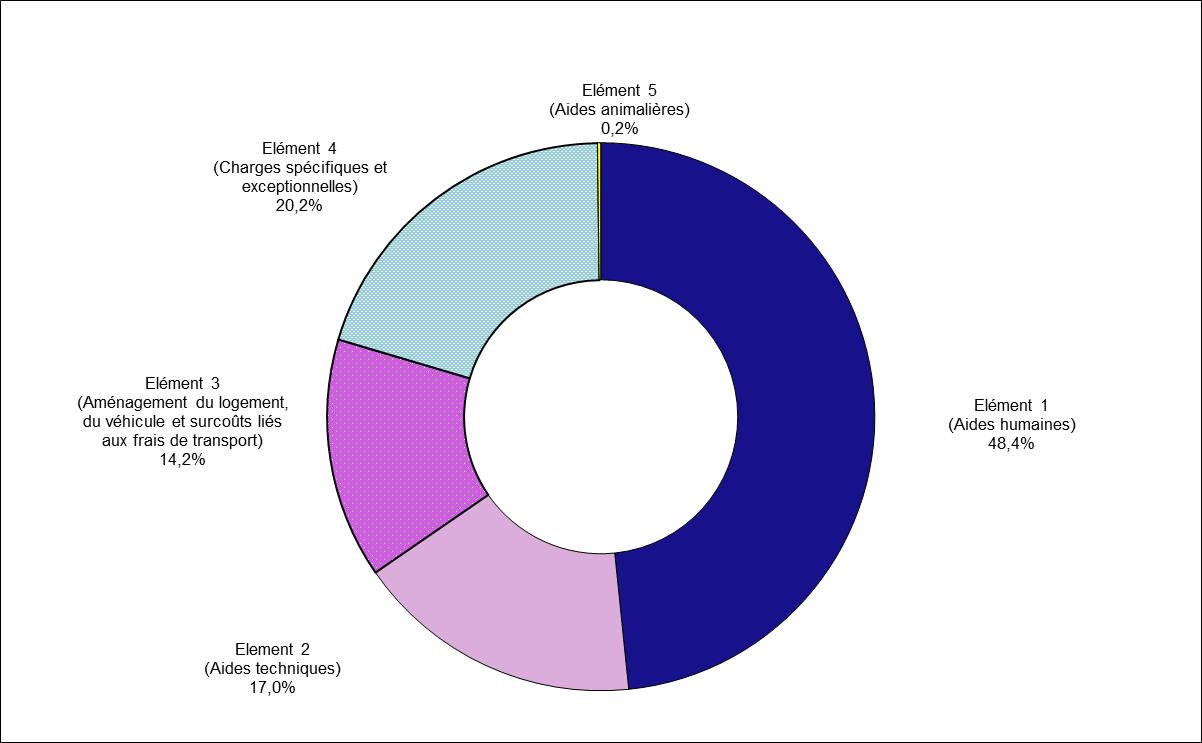 Elément 5
(Aides animalières)
0,2%
Elément 4
(Charges spécifiques et
exceptionnelles)
20,2%
Elément 3
(Aménagement du logement,
du véhicule et surcoûts liés
aux frais de transport)
14,2%
Elément 1
(Aides humaines)
48,4%
Element 2
(Aides techniques)
17,0%